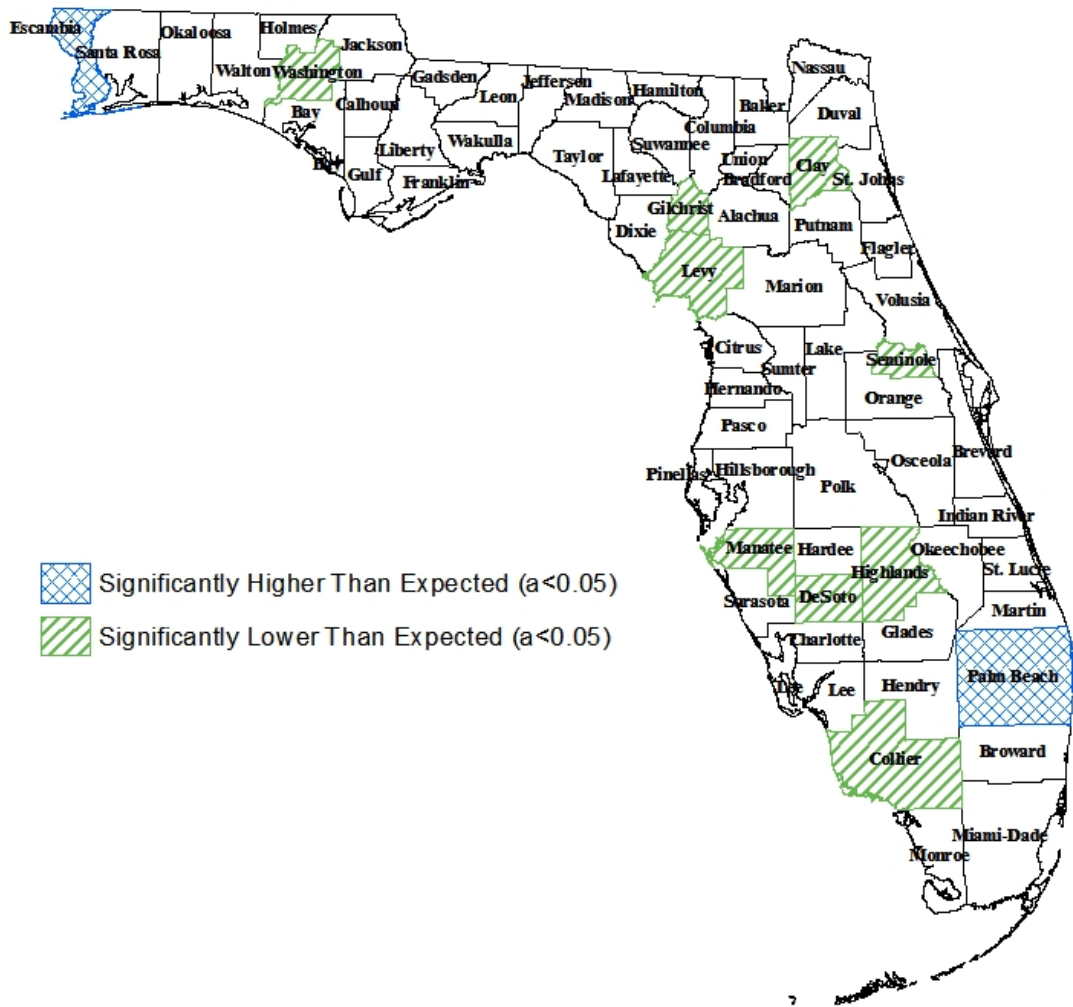 Escambia
Santa Rosa
Okaloosa
Holmes
Walton
Washington
Jackson
Bay
Bay
Calhoun
Gulf
Gadsden
Liberty
Franklin
Leon
Wakulla
Jefferson
Madison
Taylor
Hamilton
Suwannee
Lafayette
Columbia
Baker
Nassau
Duval
Union
Bradford
Clay
St. Johns
Gilchrist
Dixie
Alachua
Putnam
Flagler
Levy
Marion
Volusia
Citrus
Sumter
Lake
Seminole
Hernando
Orange
Pasco
Pinellas
Hillsborough
Polk
Osceola
Brevard
Indian River
Manatee
Hardee
Highlands
Okeechobee
St. Lucie
Sarasota
DeSoto
Martin
Charlotte
Glades
Lee
Lee
Hendry
Palm Beach
Collier
Broward
Miami-Dade
Monroe
Significantly Higher Than Expected (a<0.05)
Significantly Lower Than Expected (a<0.05)